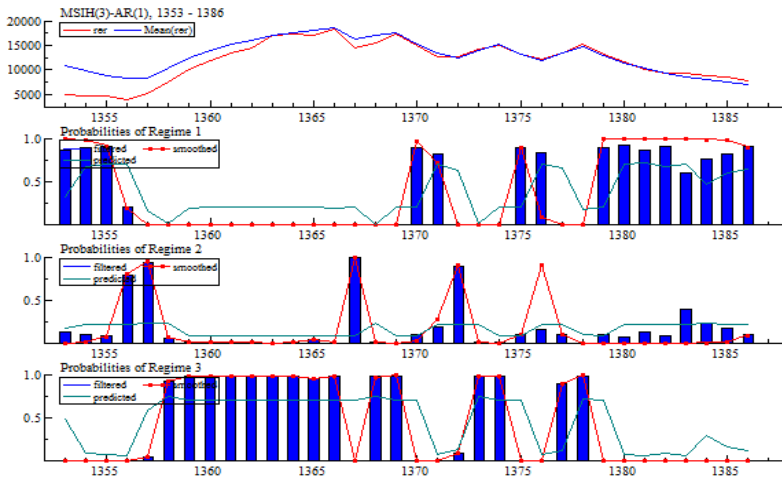 MSIH(3)-AR(1), 1353 - 1386
20000
rer Mean(rer)
15000
10000
5000
1355 1360 1365 1370 1375 1380 1385
Probabilities of Regime 1
1.0
filtered smoothed
predicted
0.5
1355 1360 1365 1370 1375 1380 1385
Probabilities of Regime 2
1.0
filtered smoothed
predicted
0.5
1355 1360 1365 1370 1375 1380 1385
Probabilities of Regime 3
1.0
filtered smoothed
predicted
0.5
1355 1360 1365 1370 1375 1380 1385